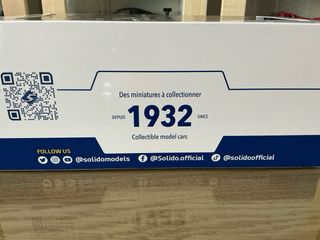 Des miniatures à collectionner
DEPUIS 1932 SINCE
Collectible model cars
FOLLOW US
@solidomodels @Solido.official @solidoofficial